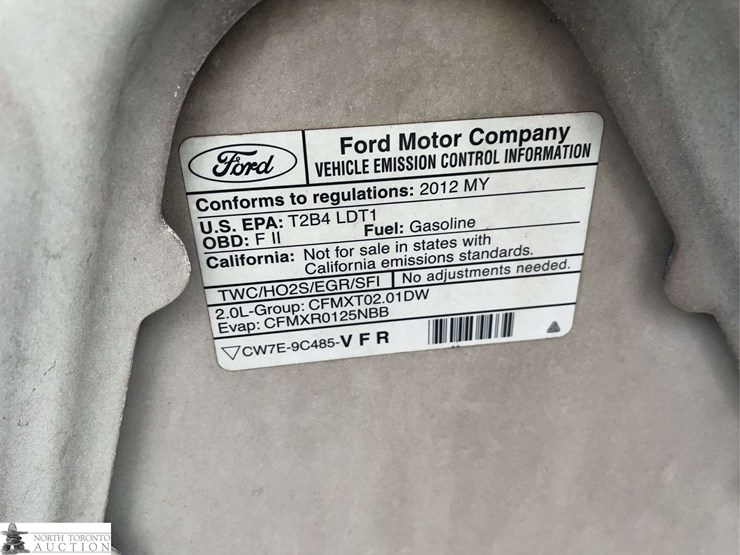 Ford
Ford Motor Company
VEHICLE EMISSION CONTROL INFORMATION
Conforms to regulations: 2012 MY
U.S. EPA: T2B4 LDT1
OBD: F II
Fuel: Gasoline
California: Not for sale in states with
California emissions standards.
TWC/HO2S/EGR/SFI
No adjustments needed.
2.0L-Group: CFMXT02.01DW
Evap: CFMXR0125NBB
CW7E-9C485-V F R
NORTH TORONTO
AUCTION